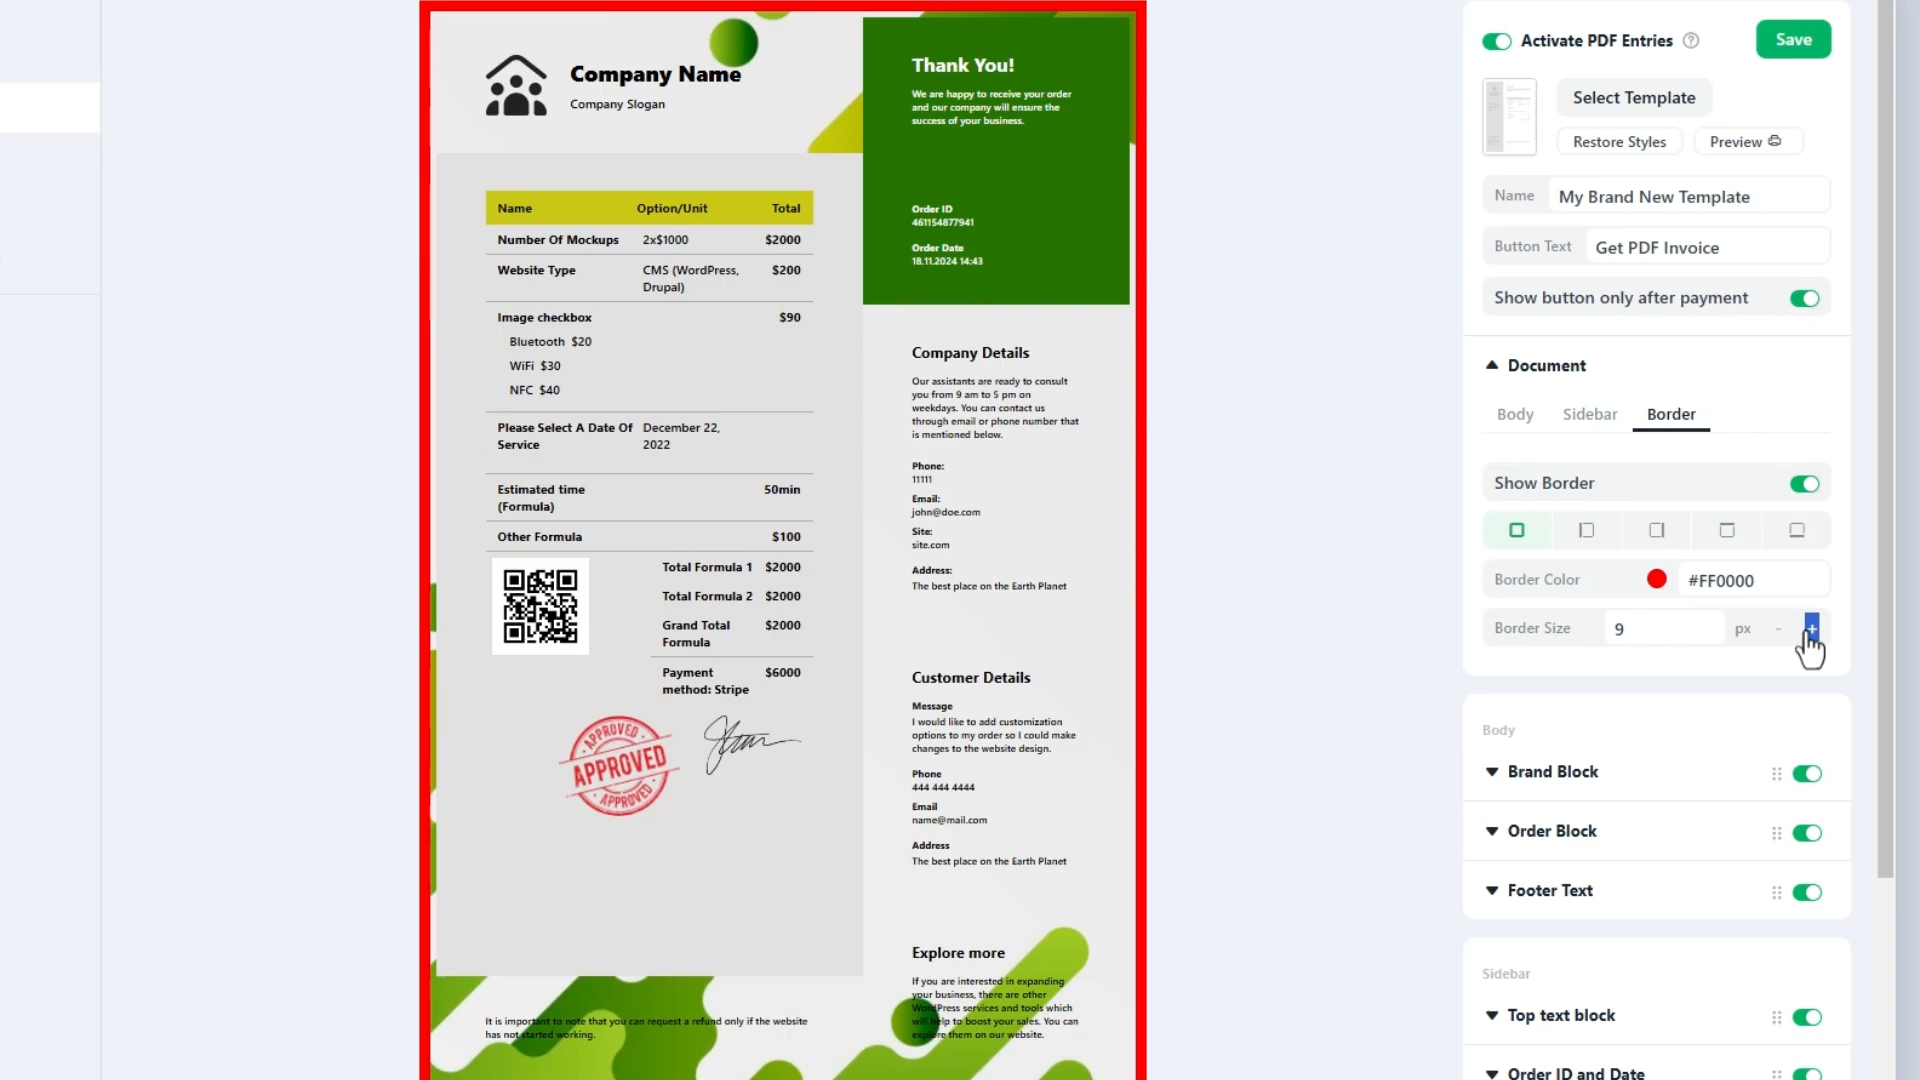 Company Name
Company Slogan
Thank You!
We are happy to receive your order
and our company will ensure the
success of your business.
Order ID
461154877941
Order Date
18.11.2024 14:43
Name Option/Unit Total
Number Of Mockups 2x$1000 $2000
Website Type CMS (WordPress, $200
Drupal)
Image checkbox $90
Bluetooth $20
WiFi $30
NFC $40
Please Select A Date Of December 22,
Service 2022
Estimated time 50min
(Formula)
Other Formula $100
Total Formula 1 $2000
Total Formula 2 $2000
Grand Total $2000
Formula
Payment $6000
method: Stripe
APPROVED
APPROVED
APPROVED
It is important to note that you can request a refund only if the website
has not started working.
Company Details
Our assistants are ready to consult
you from 9 am to 5 pm on
weekdays. You can contact us
through email or phone number that
is mentioned below.
Phone:
11111
Email:
john@doe.com
Site:
site.com
Address:
The best place on the Earth Planet
Customer Details
Message
I would like to add customization
options to my order so I could make
changes to the website design.
Phone
444 444 4444
Email
name@mail.com
Address
The best place on the Earth Planet
Explore more
If you are interested in expanding
your business, there are other
WordPress services and tools which
will help to boost your sales. You can
explore them on our website.
Activate PDF Entries ? Save
Select Template
Restore Styles Preview
Name My Brand New Template
Button Text Get PDF Invoice
Show button only after payment
Document
Body Sidebar Border
Show Border
Border Color #FF0000
Border Size 9 px - +
Body
Brand Block
Order Block
Footer Text
Sidebar
Top text block
Order ID and Date